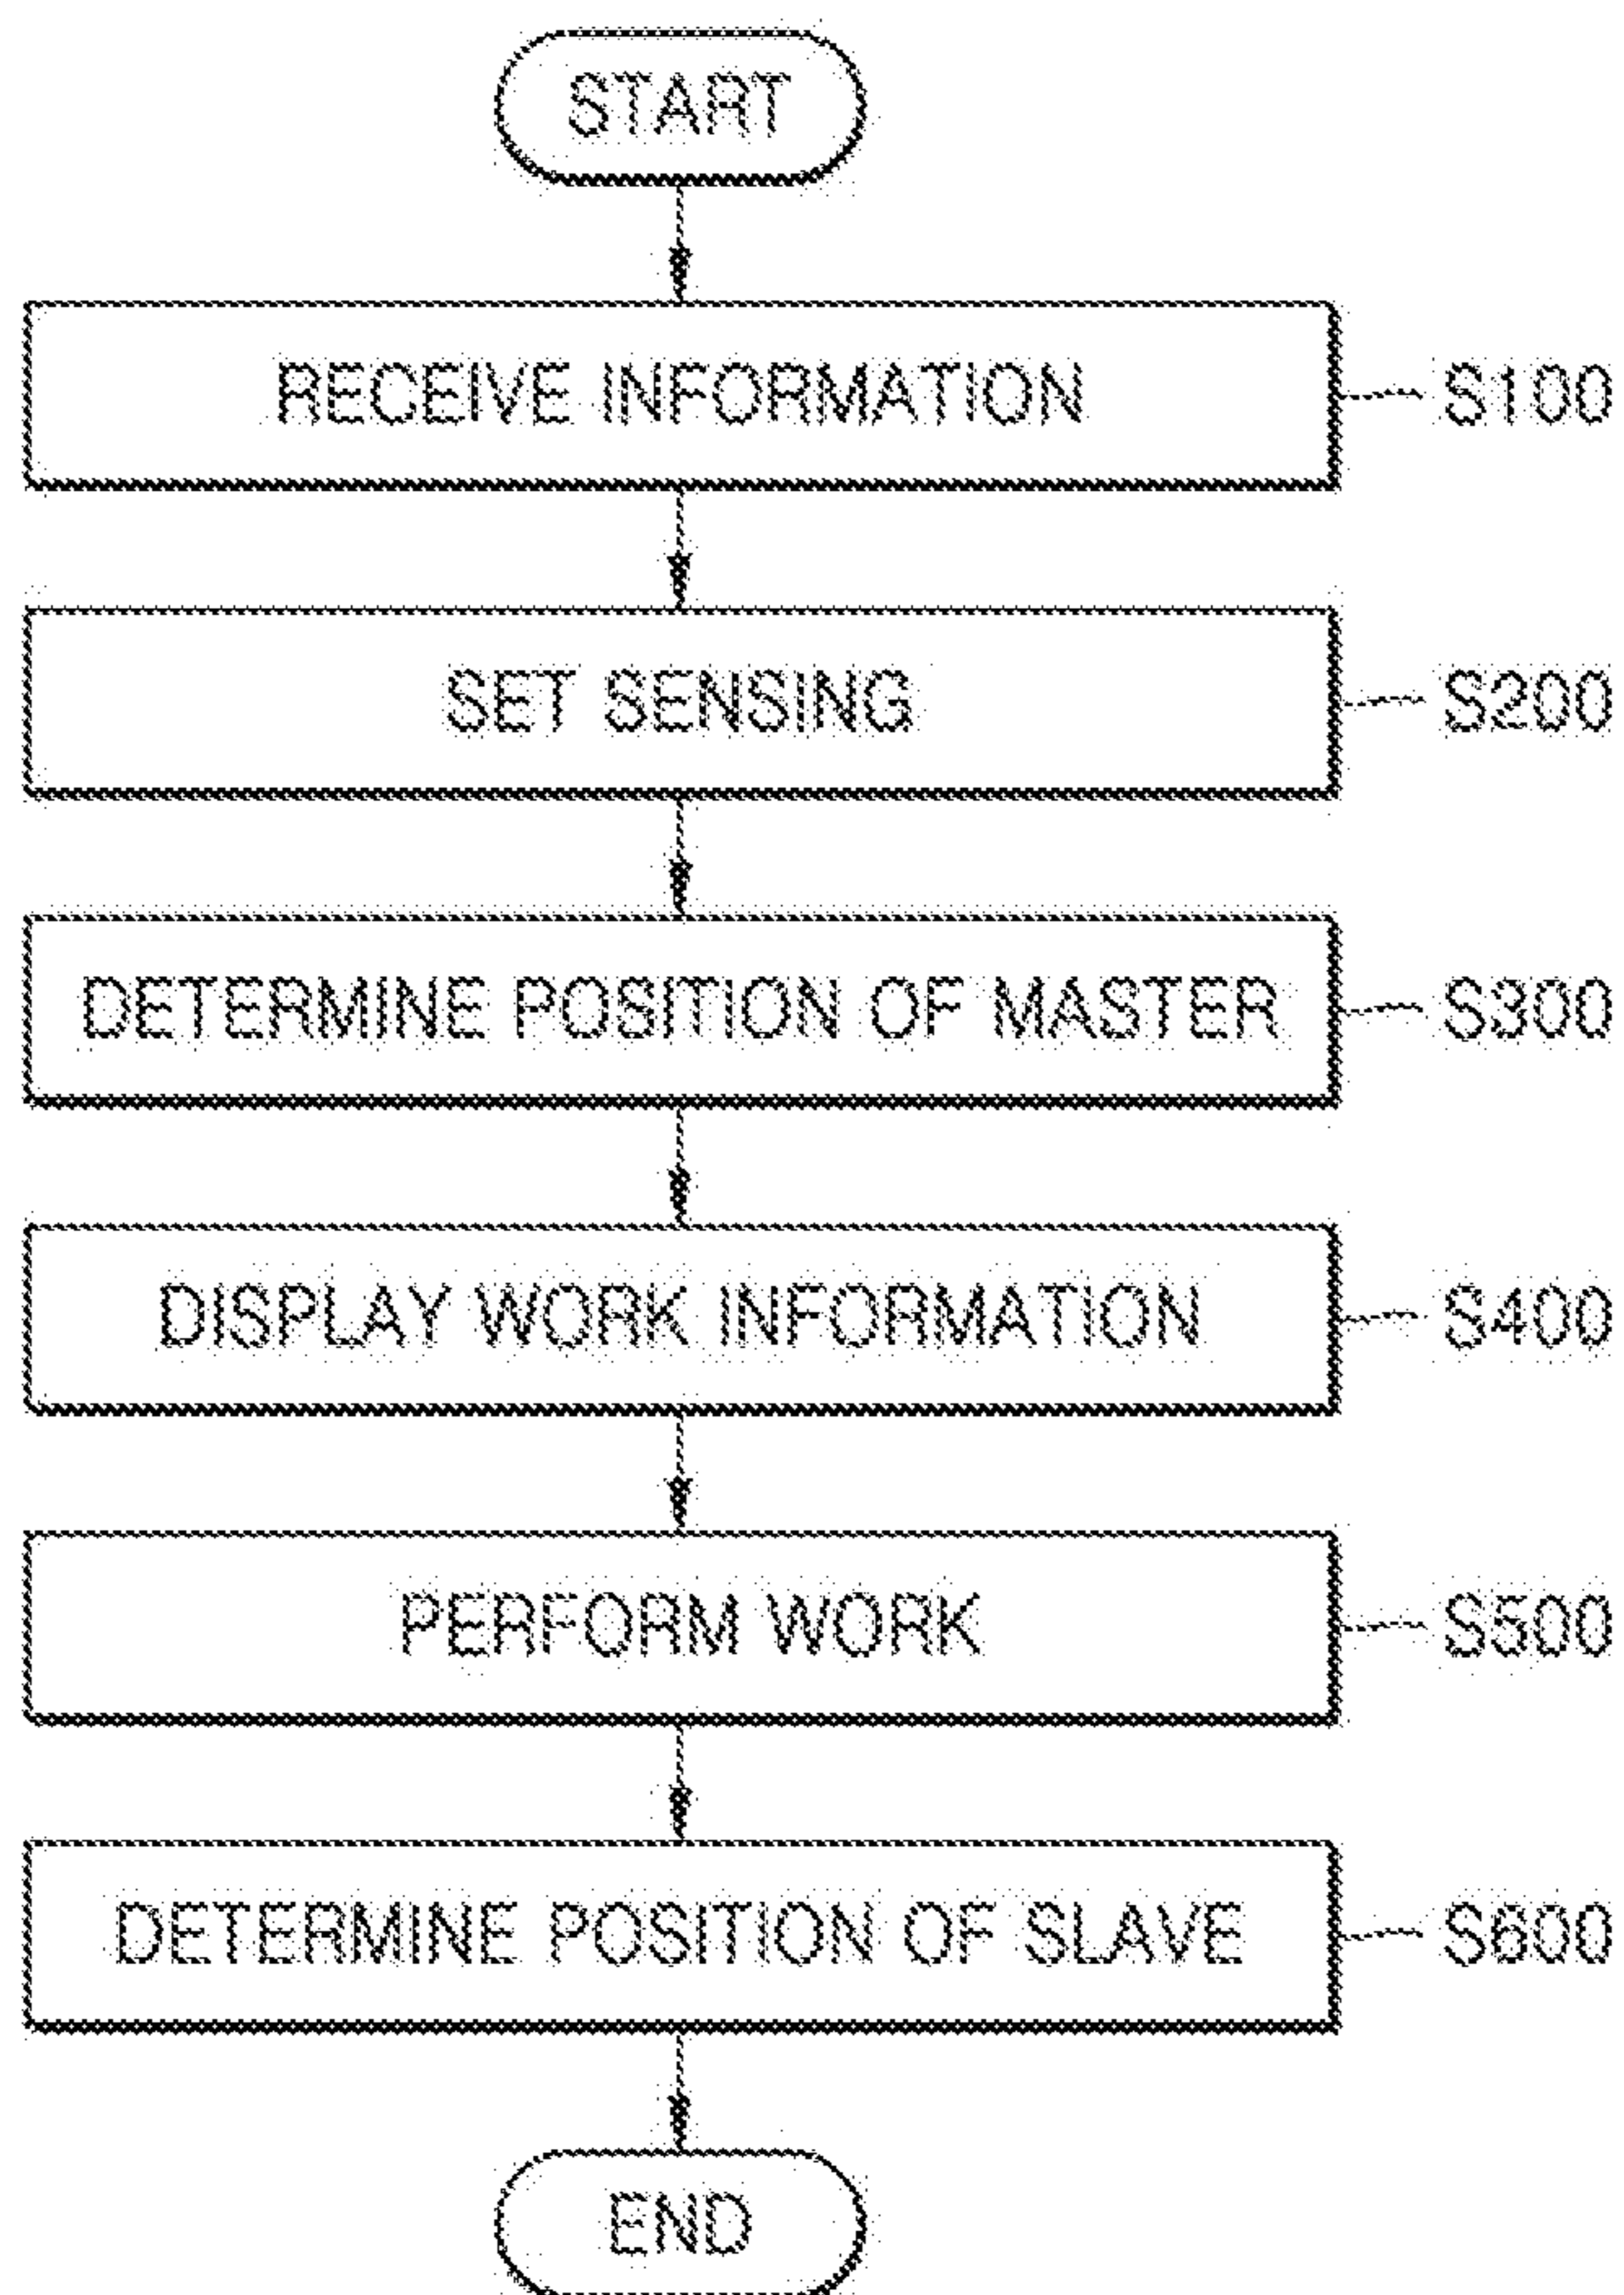 START
RECEIVE INFORMATION S100
SET SENSING S200
DETERMINE POSITION OF MASTER S300
DISPLAY WORK INFORMATION S400
PERFORM WORK S500
DETERMINE POSITION OF SLAVE S600
END